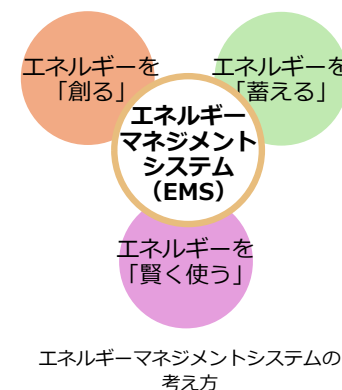 エネルギーを
「創る」
エネルギーを
「蓄える」
エネルギー
マネジメント
システム
（EMS）
エネルギーを
「賢く使う」
エネルギーマネジメントシステムの
考え方